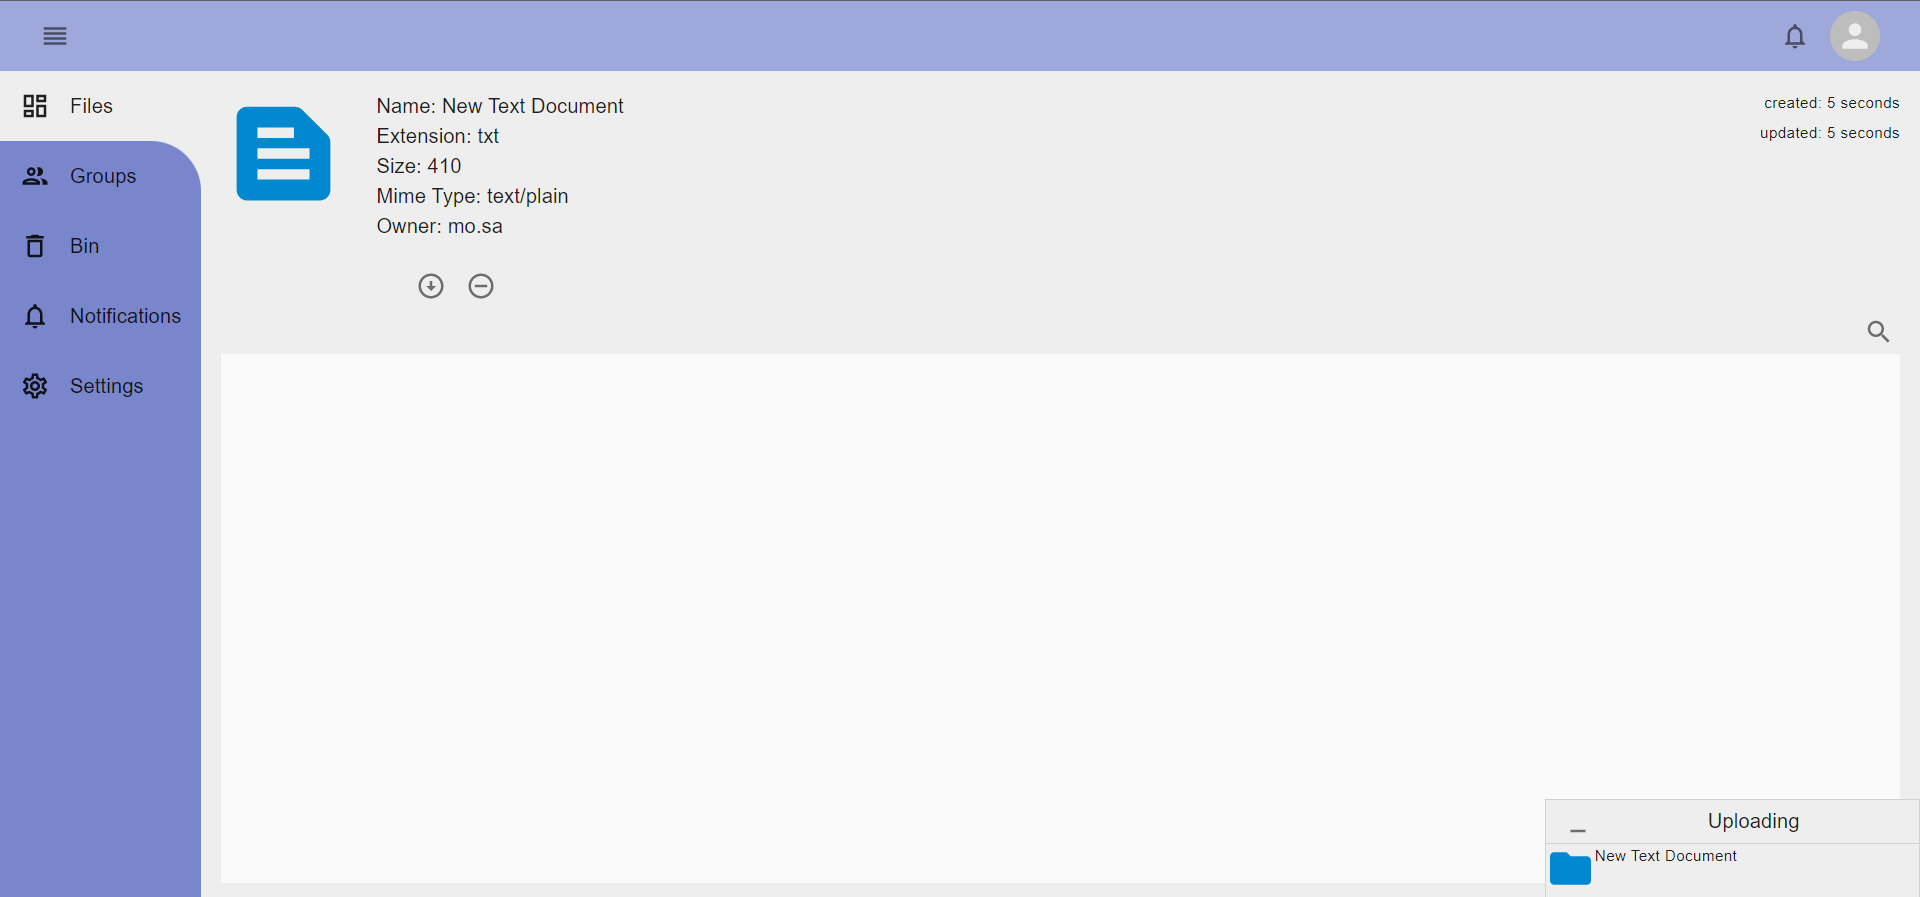 Files
Groups
Bin
Notifications
Settings
Name: New Text Document
Extension: txt
Size: 410
Mime Type: text/plain
Owner: mo.sa
created: 5 seconds
updated: 5 seconds
Uploading
New Text Document